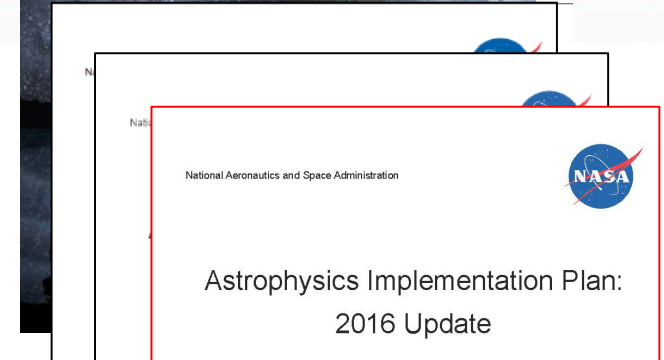 National Aeronautics and Space Administration
NASA
Astrophysics Implementation Plan:
2016 Update